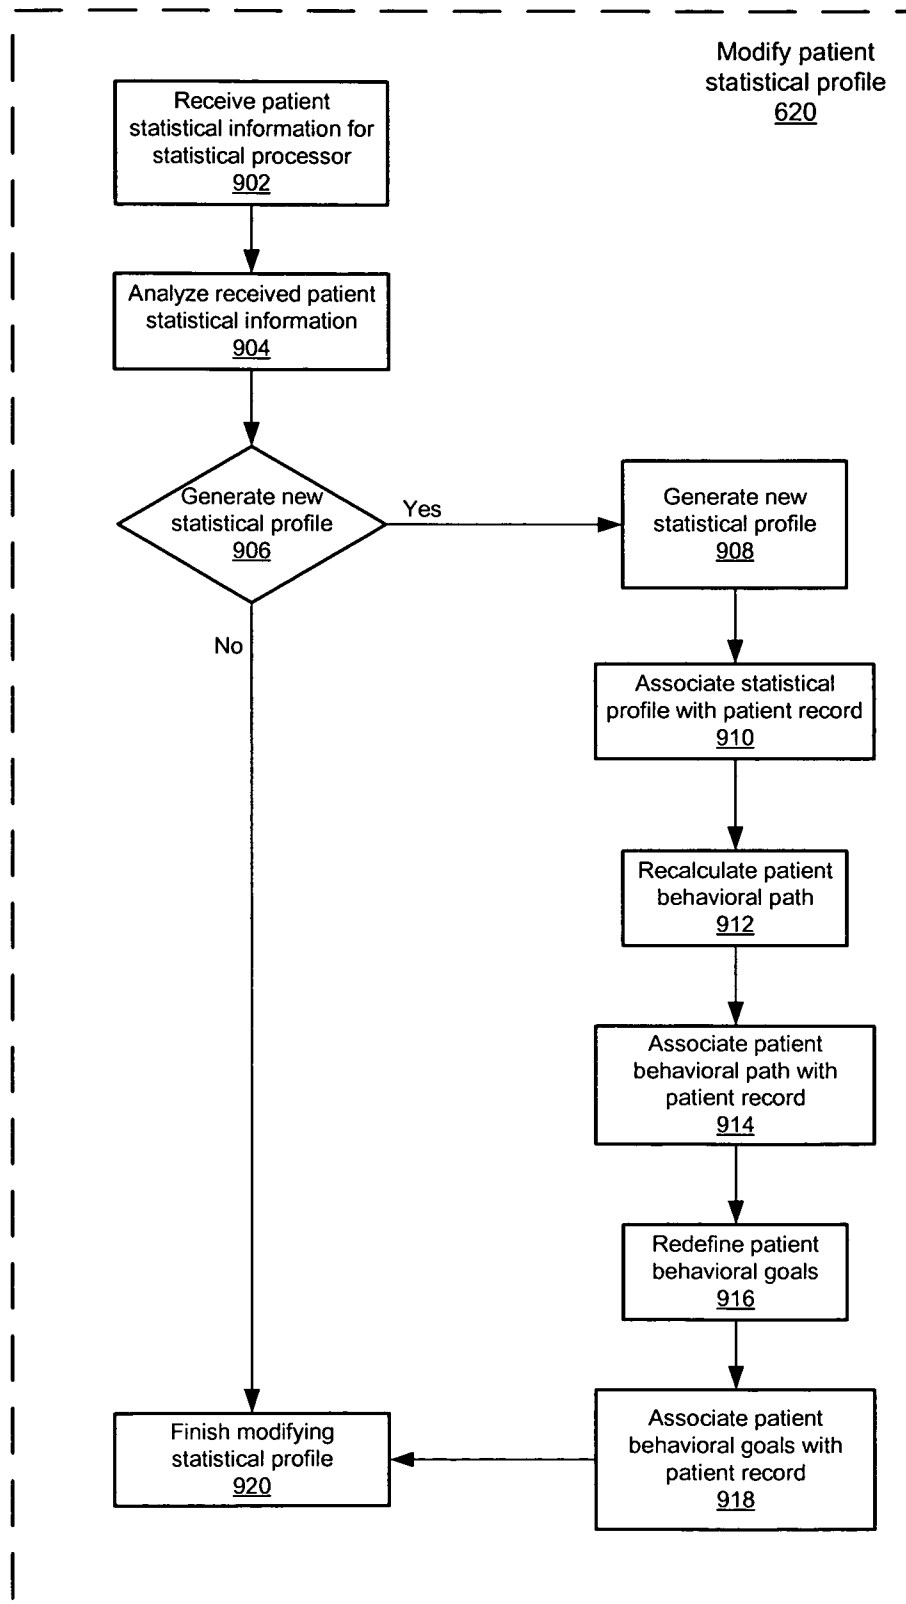 Modify patient
statistical profile
620
Receive patient
statistical information for
statistical processor
902
Analyze received patient
statistical information
904
Generate new
statistical profile
906
Yes
No
Generate new
statistical profile
908
Associate statistical
profile with patient record
910
Recalculate patient
behavioral path
912
Associate patient
behavioral path with
patient record
914
Redefine patient
behavioral goals
916
Associate patient
behavioral goals with
patient record
918
Finish modifying
statistical profile
920